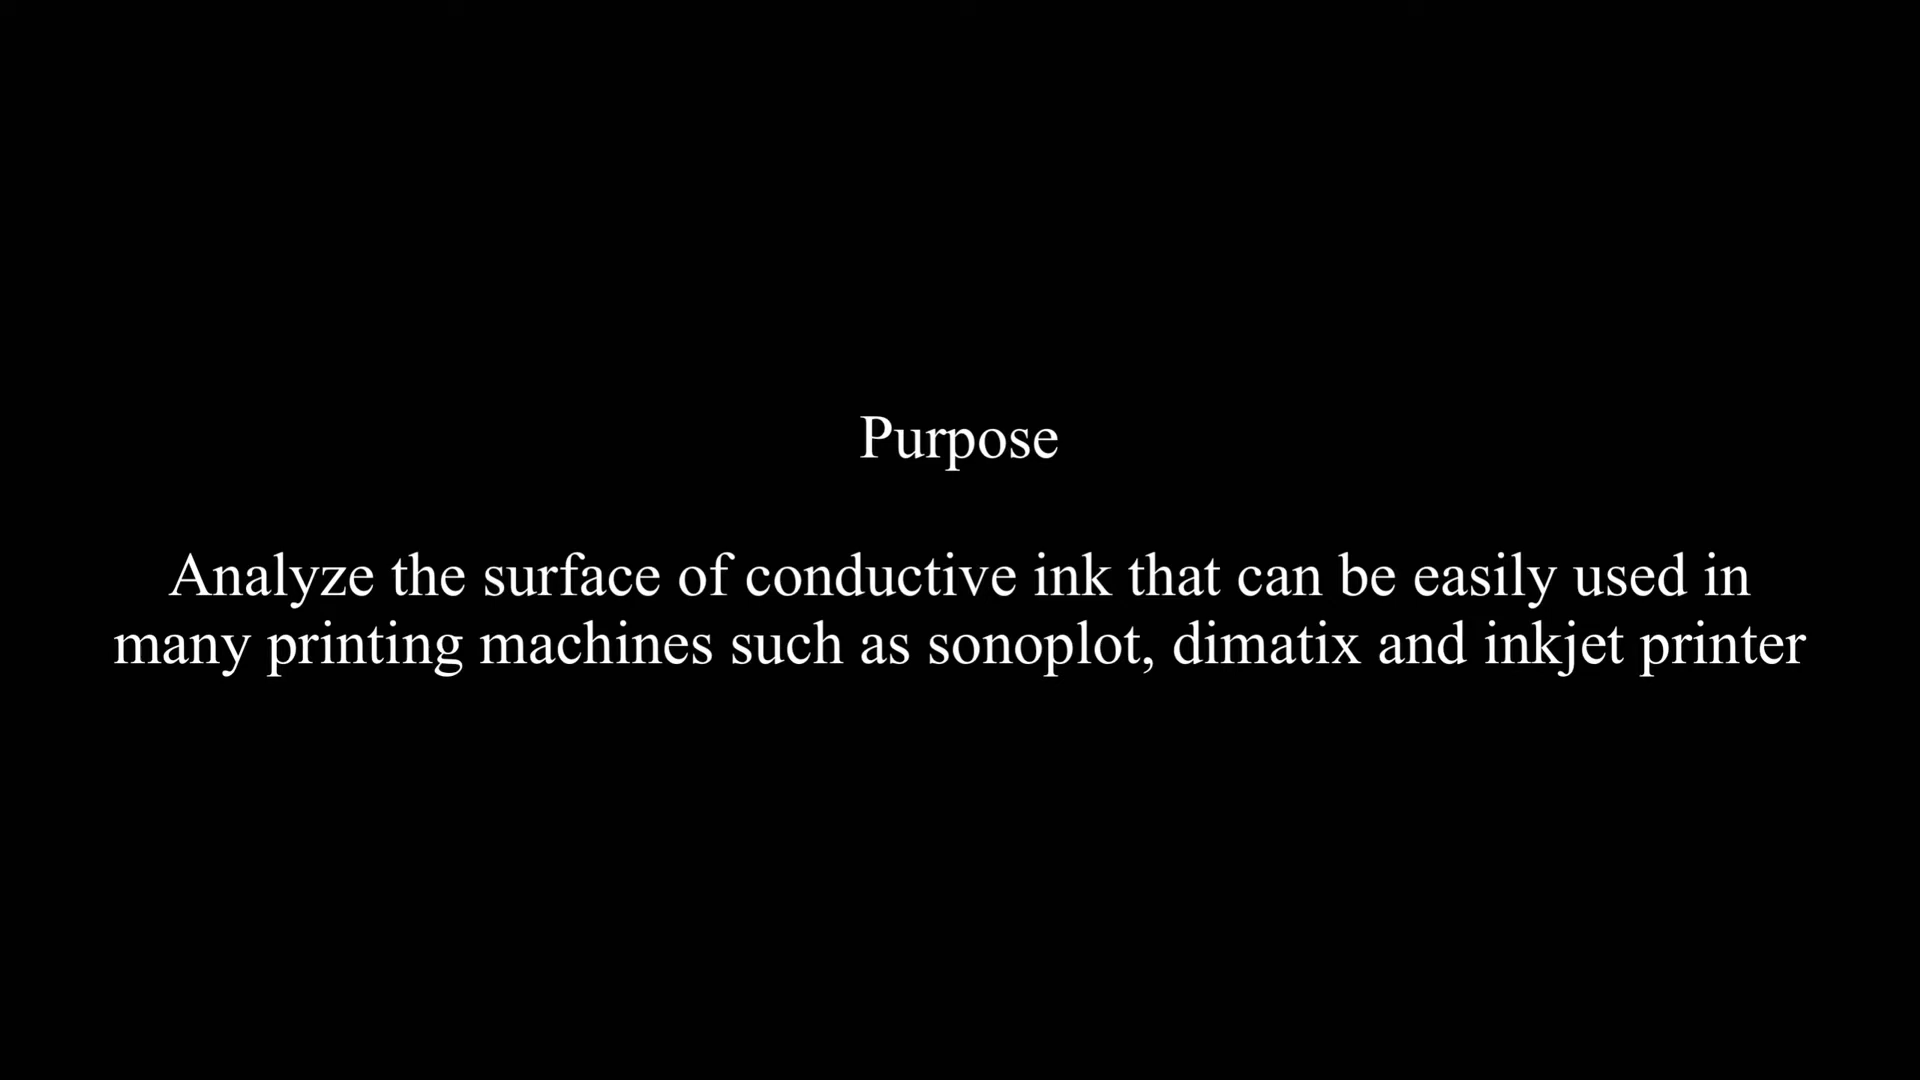 Purpose
Analyze the surface of conductive ink that can be easily used in
many printing machines such as sonoplot, dimatix and inkjet printer